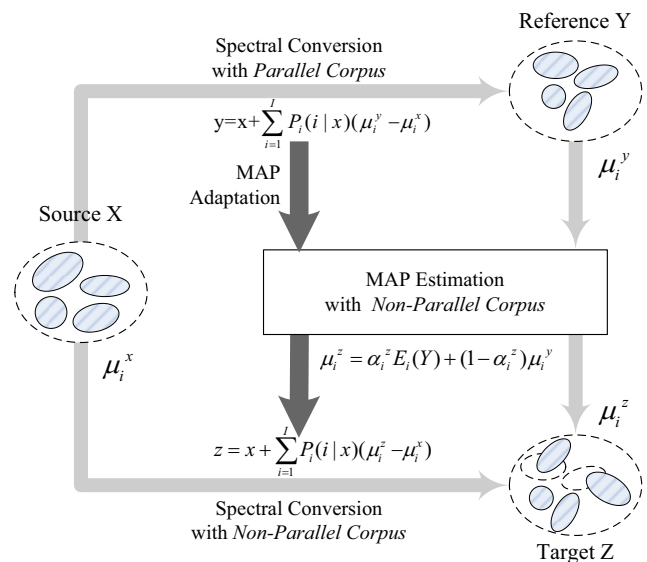 Reference Y
Spectral Conversion
with Parallel Corpus
y=x+∑_{i=1}^{I} P_i(i | x)(μ_i^y − μ_i^x)
μ_i^y
MAP
Adaptation
Source X
MAP Estimation
with Non-Parallel Corpus
μ_i^x
μ_i^z = α_i^z E_i(Y) + (1−α_i^z)μ_i^y
μ_i^z
z = x + ∑_{i=1}^{I} P_i(i | x)(μ_i^z − μ_i^x)
Spectral Conversion
with Non-Parallel Corpus
Target Z